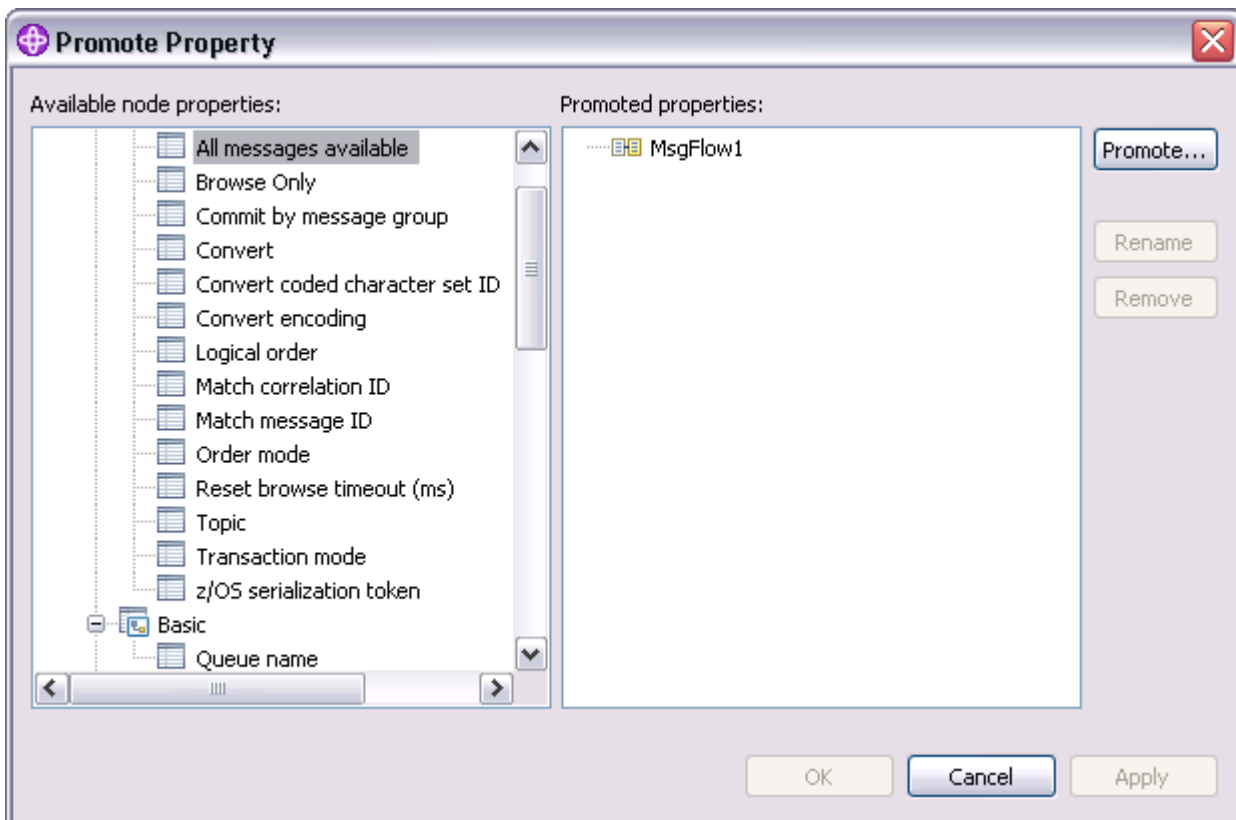 Promote Property
Available node properties:
All messages available
Browse Only
Commit by message group
Convert
Convert coded character set ID
Convert encoding
Logical order
Match correlation ID
Match message ID
Order mode
Reset browse timeout (ms)
Topic
Transaction mode
z/OS serialization token
Basic
Queue name
Promoted properties:
MsgFlow1
Promote...
Rename
Remove
OK
Cancel
Apply